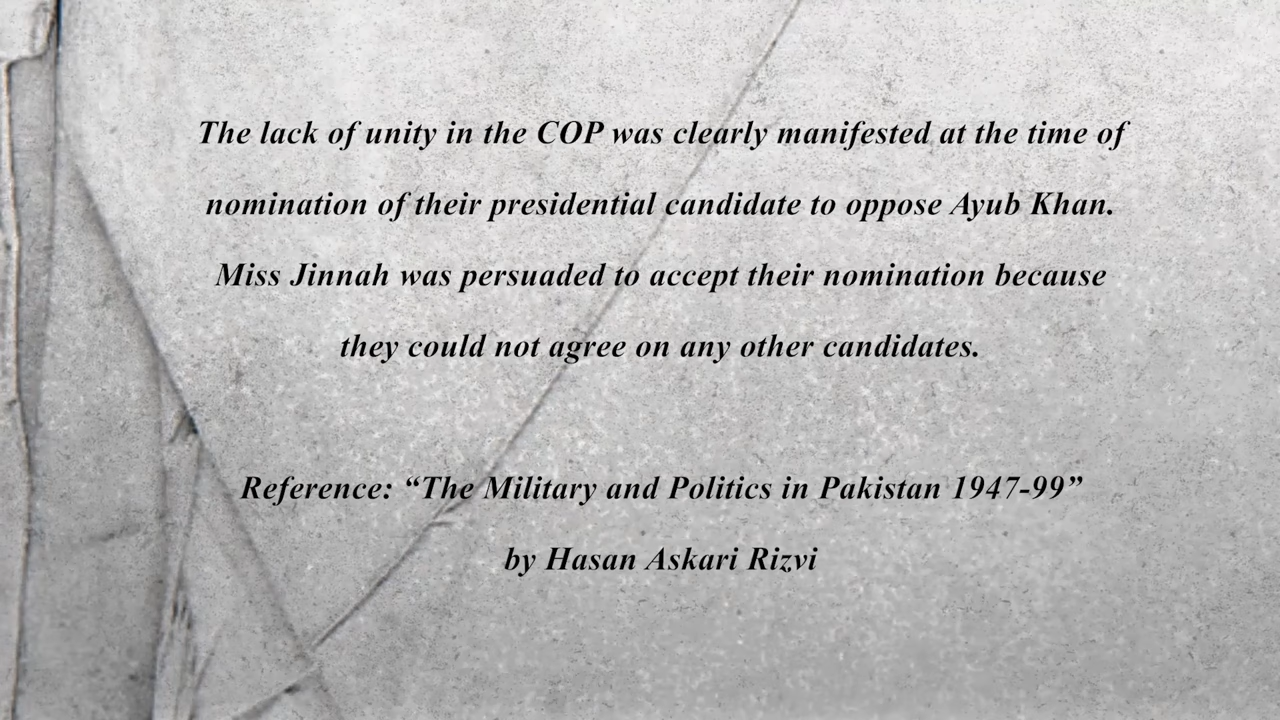 The lack of unity in the COP was clearly manifested at the time of
nomination of their presidential candidate to oppose Ayub Khan.
Miss Jinnah was persuaded to accept their nomination because
they could not agree on any other candidates.
Reference: “The Military and Politics in Pakistan 1947-99”
by Hasan Askari Rizvi